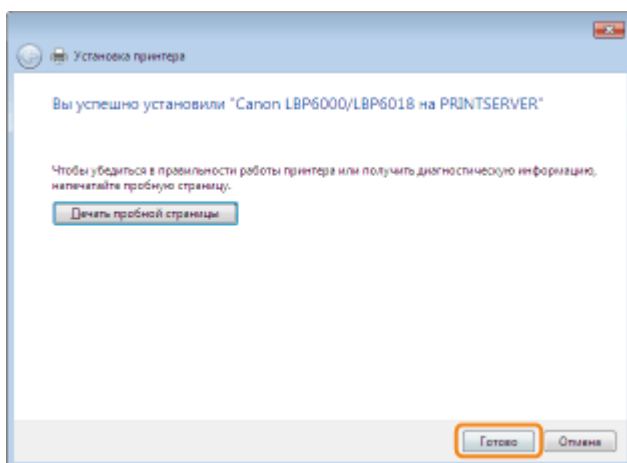 Установка принтера
Вы успешно установили "Canon LBP6000/LBP6018 на PRINTSERVER"
Чтобы убедиться в правильности работы принтера или получить диагностическую информацию,
напечатайте пробную страницу.
Печать пробной страницы
Готово
Отмена